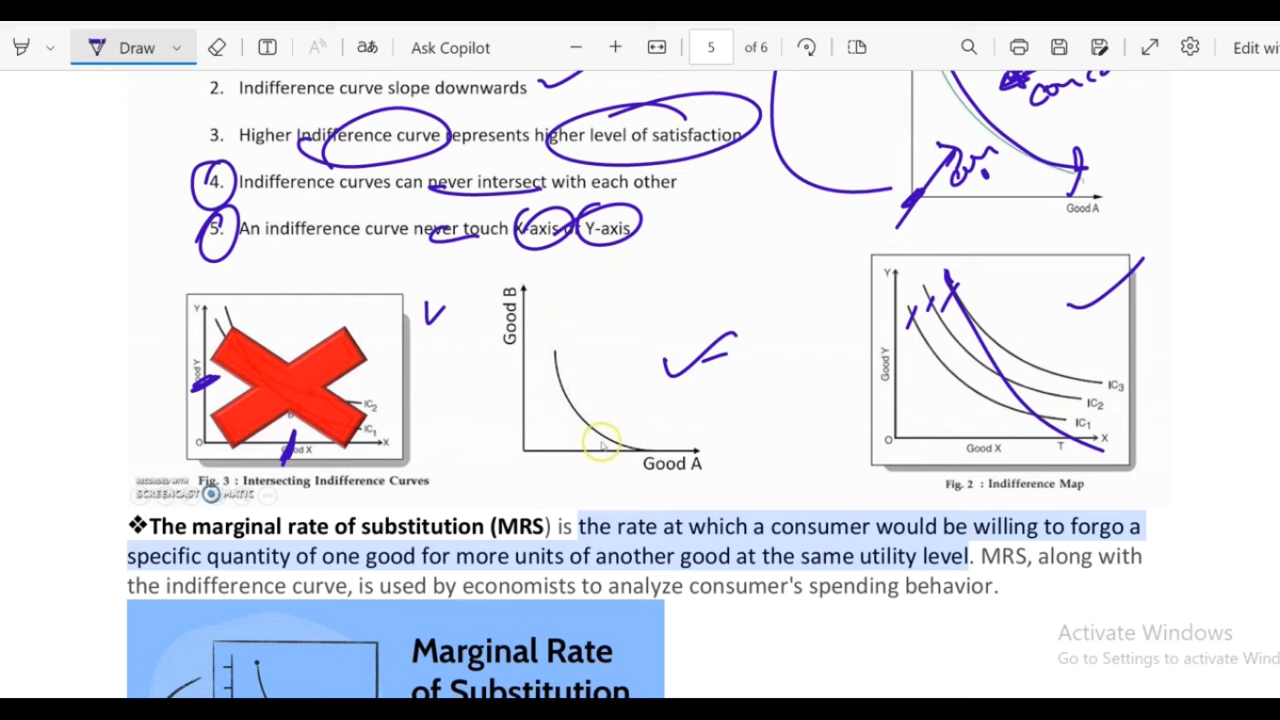 Draw
Ask Copilot
5 of 6
Edit wi
2. Indifference curve slope downwards
3. Higher Indifference curve represents higher level of satisfaction
4. Indifference curves can never intersect with each other
5. An indifference curve never touch X-axis or Y-axis
Good A
Y
IC2
IC1
O
X
Fig. 3 : Intersecting Indifference Curves
RECORDED WITH
SCREENCAST MATIC
Good B
Good A
Y
Good Y
IC3
IC2
IC1
O
Good X
T
X
Fig. 2 : Indifference Map
❖The marginal rate of substitution (MRS) is the rate at which a consumer would be willing to forgo a
specific quantity of one good for more units of another good at the same utility level. MRS, along with
the indifference curve, is used by economists to analyze consumer's spending behavior.
Marginal Rate
of Substitution
Activate Windows
Go to Settings to activate Wind